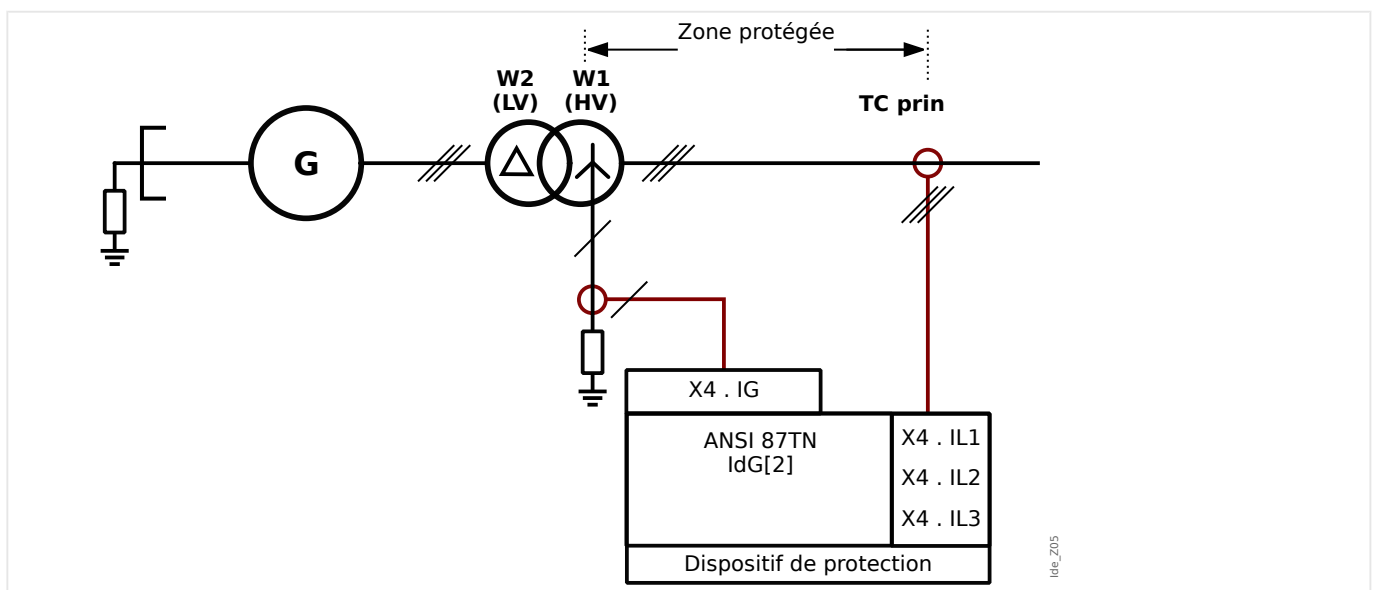 Zone protégée
W2
(LV)
W1
(HV)
TC prin
G
X4 . IG
ANSI 87TN
IdG[2]
X4 . IL1
X4 . IL2
X4 . IL3
Dispositif de protection
Ide_Z05